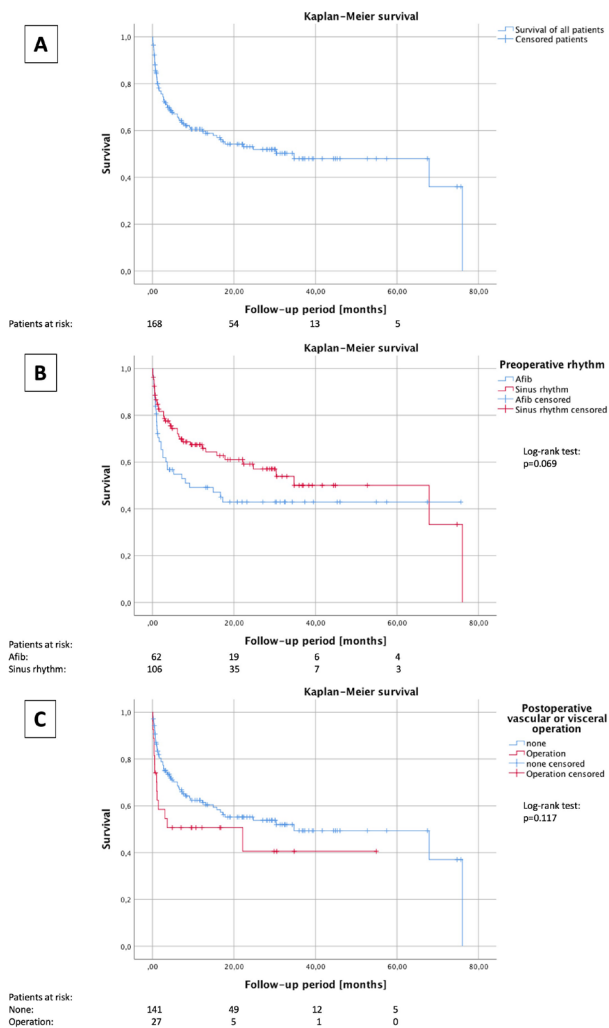 A
Kaplan-Meier survival
Survival of all patients
Censored patients
1,0
0,8
0,6
0,4
0,2
0,0
Survival
,00 20,00 40,00 60,00 80,00
Follow-up period [months]
Patients at risk: 168 54 13 5
B
Kaplan-Meier survival
Preoperative rhythm
Afib
Sinus rhythm
Afib censored
Sinus rhythm censored
Log-rank test:
p=0.069
1,0
0,8
0,6
0,4
0,2
0,0
Survival
,00 20,00 40,00 60,00 80,00
Follow-up period [months]
Patients at risk:
Afib: 62 19 6 4
Sinus rhythm: 106 35 7 3
C
Kaplan-Meier survival
Postoperative
vascular or visceral
operation
none
Operation
none censored
Operation censored
Log-rank test:
p=0.117
1,0
0,8
0,6
0,4
0,2
0,0
Survival
,00 20,00 40,00 60,00 80,00
Follow-up period [months]
Patients at risk:
None: 141 49 12 5
Operation: 27 5 1 0